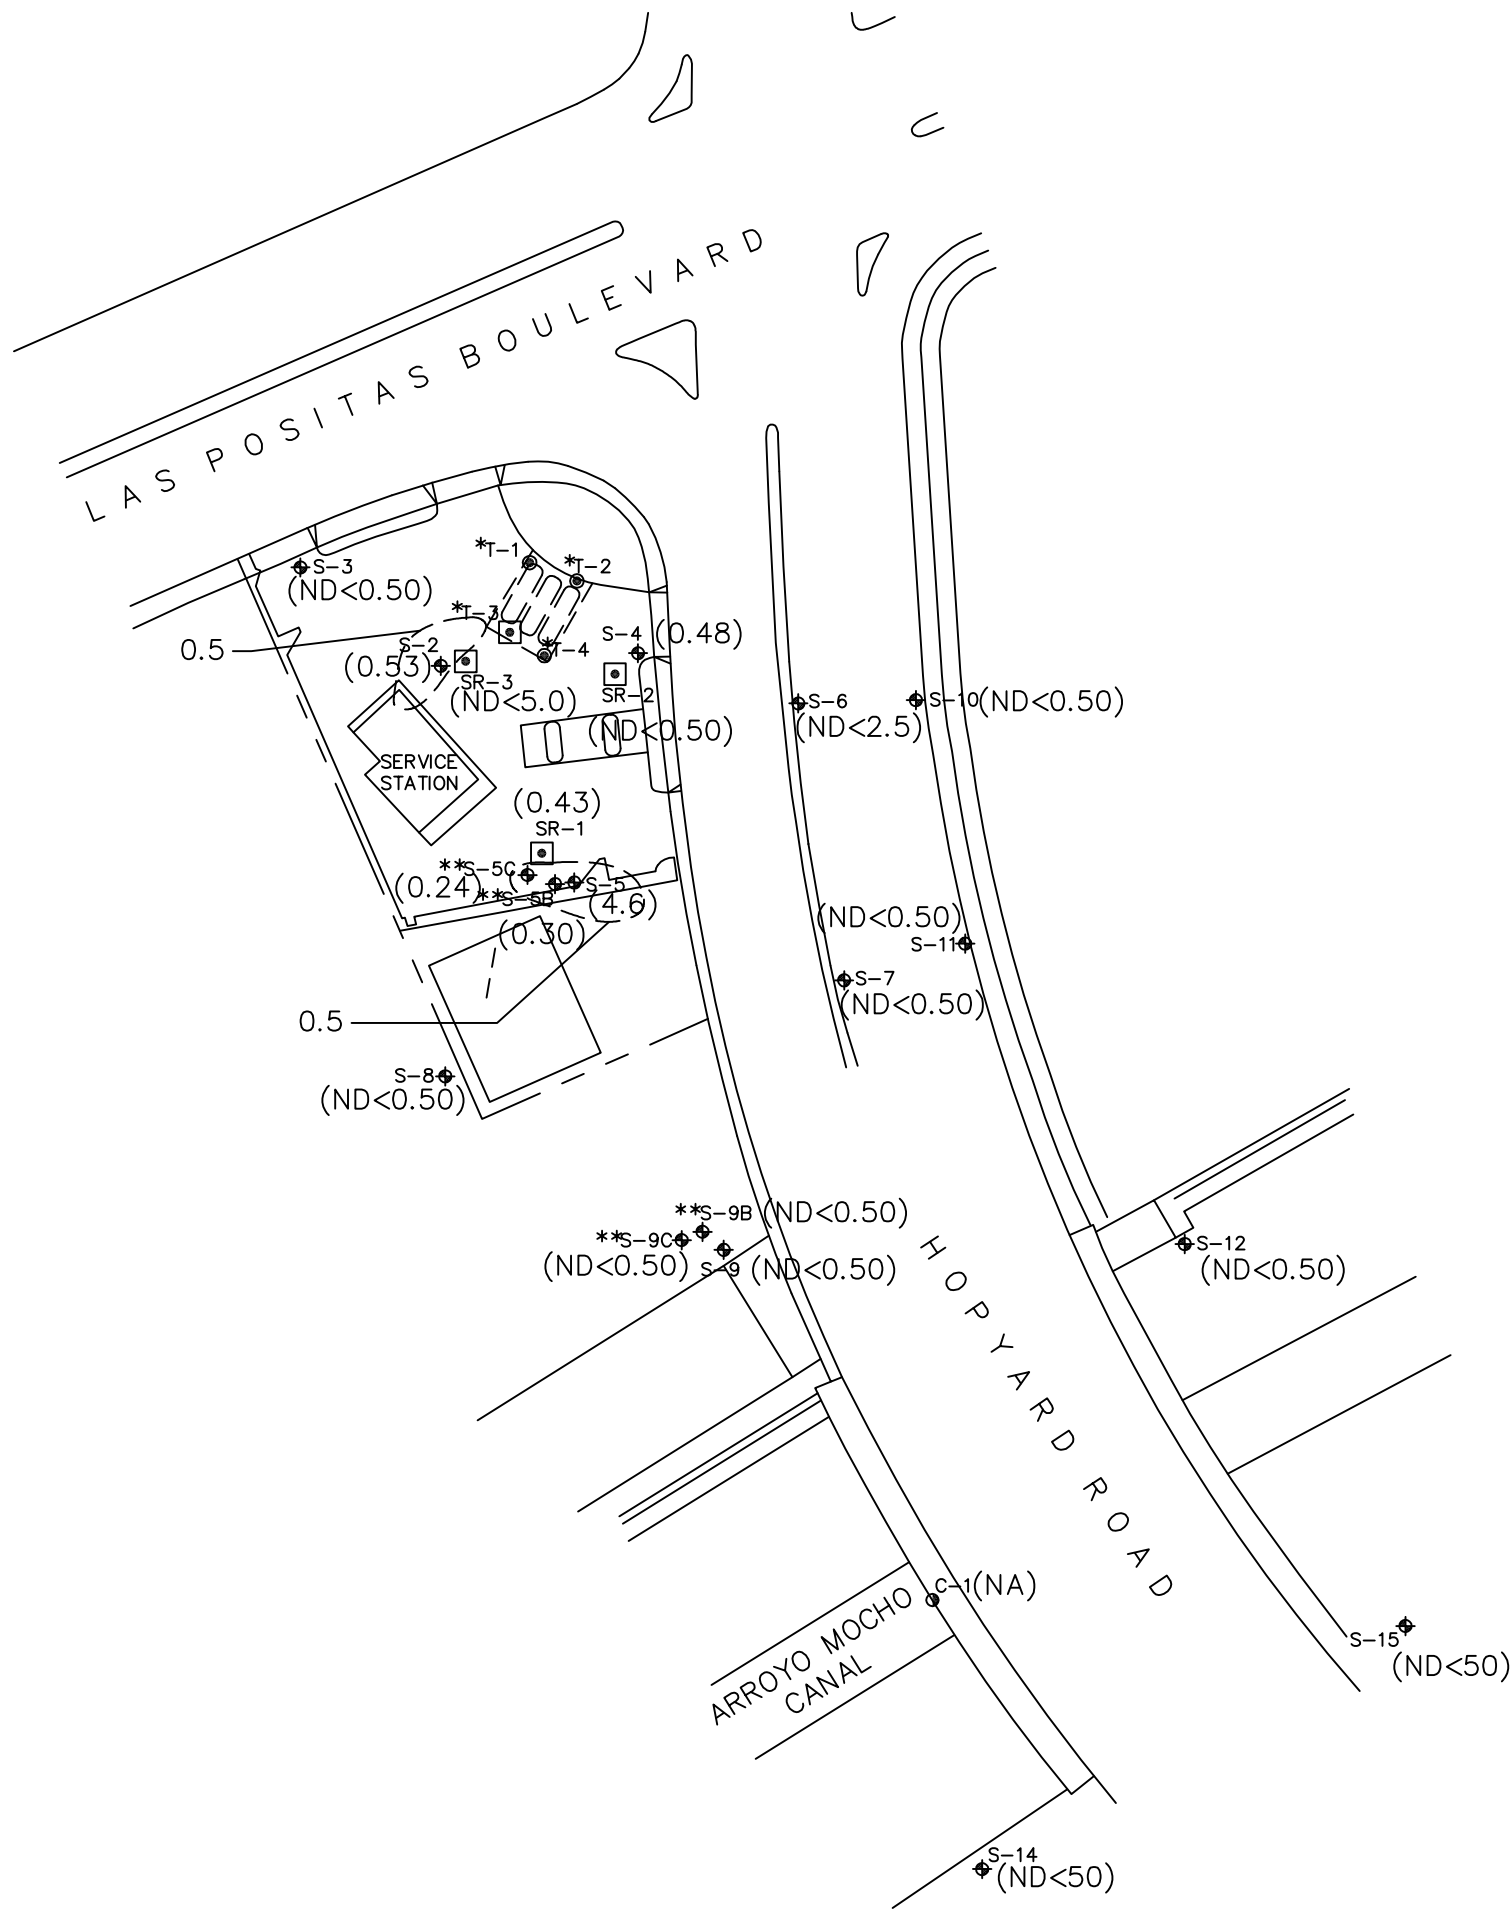 LAS POSITAS BOULEVARD
*T-1
*T-2
S-3
(ND<0.50)
*T-3
0.5
S-2
(0.53)
*T-4
S-4 (0.48)
SR-3
(ND<5.0)
SR-2
(ND<0.50)
S-6
(ND<2.5)
S-10 (ND<0.50)
SERVICE
STATION
(0.43)
SR-1
**S-5C
(0.24)
**S-5B
(0.30)
S-5
(4.6)
(ND<0.50)
S-11
S-7
(ND<0.50)
0.5
S-8
(ND<0.50)
**S-9B (ND<0.50)
**S-9C
(ND<0.50)
S-9 (ND<0.50)
S-12
(ND<0.50)
HOPYARD ROAD
C-1 (NA)
ARROYO MOCHO
CANAL
S-15
(ND<50)
S-14
(ND<50)